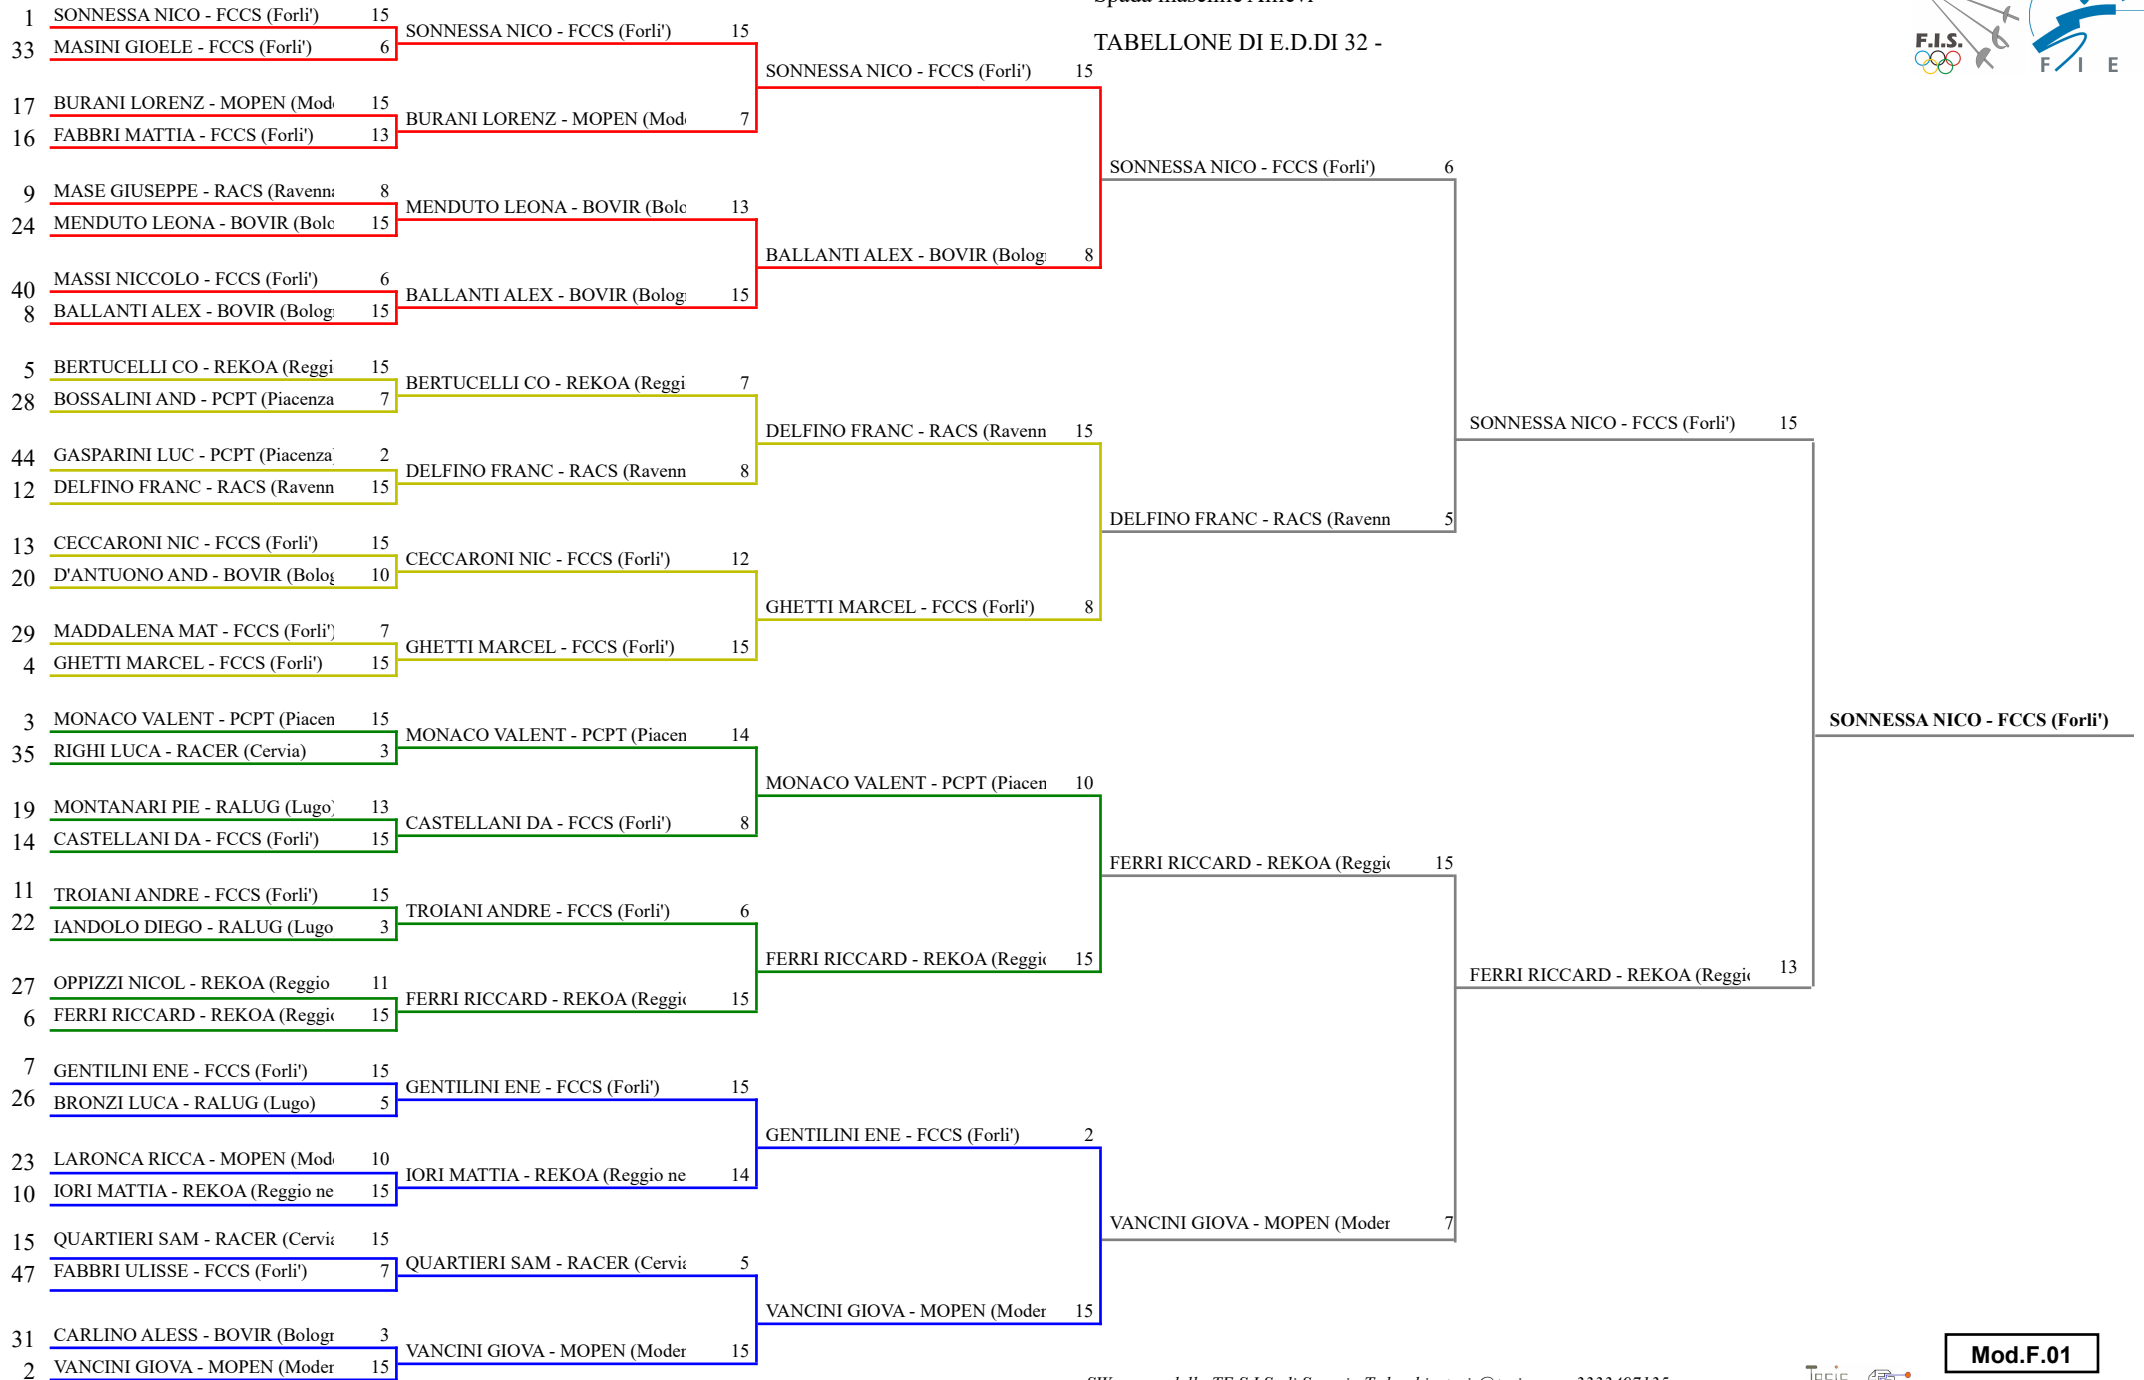 TABELLONE DI E.D.DI 32 -
F.I.S.
F I E
1 SONNESSA NICO - FCCS (Forli') 15
33 MASINI GIOELE - FCCS (Forli') 6
17 BURANI LORENZ - MOPEN (Mod 15
16 FABBRI MATTIA - FCCS (Forli') 13
9 MASE GIUSEPPE - RACS (Ravenna 8
24 MENDUTO LEONA - BOVIR (Bolo 15
40 MASSI NICCOLO - FCCS (Forli') 6
8 BALLANTI ALEX - BOVIR (Bolog 15
5 BERTUCELLI CO - REKOA (Reggi 15
28 BOSSALINI AND - PCPT (Piacenza 7
44 GASPARINI LUC - PCPT (Piacenza 2
12 DELFINO FRANC - RACS (Ravenn 15
13 CECCARONI NIC - FCCS (Forli') 15
20 D'ANTUONO AND - BOVIR (Bolog 10
29 MADDALENA MAT - FCCS (Forli') 7
4 GHETTI MARCEL - FCCS (Forli') 15
3 MONACO VALENT - PCPT (Piacen 15
35 RIGHI LUCA - RACER (Cervia) 3
19 MONTANARI PIE - RALUG (Lugo) 13
14 CASTELLANI DA - FCCS (Forli') 15
11 TROIANI ANDRE - FCCS (Forli') 15
22 IANDOLO DIEGO - RALUG (Lugo 3
27 OPPIZZI NICOL - REKOA (Reggio 11
6 FERRI RICCARD - REKOA (Reggio 15
7 GENTILINI ENE - FCCS (Forli') 15
26 BRONZI LUCA - RALUG (Lugo) 5
23 LARONCA RICCA - MOPEN (Mod 10
10 IORI MATTIA - REKOA (Reggio ne 15
15 QUARTIERI SAM - RACER (Cervia 15
47 FABBRI ULISSE - FCCS (Forli') 7
31 CARLINO ALESS - BOVIR (Bologn 3
2 VANCINI GIOVA - MOPEN (Moden 15
SONNESSA NICO - FCCS (Forli') 15
BURANI LORENZ - MOPEN (Mod 7
MENDUTO LEONA - BOVIR (Bolo 13
BALLANTI ALEX - BOVIR (Bolog 15
BERTUCELLI CO - REKOA (Reggi 7
DELFINO FRANC - RACS (Ravenn 8
CECCARONI NIC - FCCS (Forli') 12
GHETTI MARCEL - FCCS (Forli') 15
MONACO VALENT - PCPT (Piacen 14
CASTELLANI DA - FCCS (Forli') 8
TROIANI ANDRE - FCCS (Forli') 6
FERRI RICCARD - REKOA (Reggio 15
GENTILINI ENE - FCCS (Forli') 15
IORI MATTIA - REKOA (Reggio ne 14
QUARTIERI SAM - RACER (Cervia 5
VANCINI GIOVA - MOPEN (Moden 15
SONNESSA NICO - FCCS (Forli') 15
BALLANTI ALEX - BOVIR (Bolog 8
DELFINO FRANC - RACS (Ravenn 15
GHETTI MARCEL - FCCS (Forli') 8
MONACO VALENT - PCPT (Piacen 10
FERRI RICCARD - REKOA (Reggio 15
GENTILINI ENE - FCCS (Forli') 2
VANCINI GIOVA - MOPEN (Moden 15
SONNESSA NICO - FCCS (Forli') 6
DELFINO FRANC - RACS (Ravenn 5
FERRI RICCARD - REKOA (Reggio 15
VANCINI GIOVA - MOPEN (Moden 7
SONNESSA NICO - FCCS (Forli') 15
FERRI RICCARD - REKOA (Reggio 13
SONNESSA NICO - FCCS (Forli')
Mod.F.01